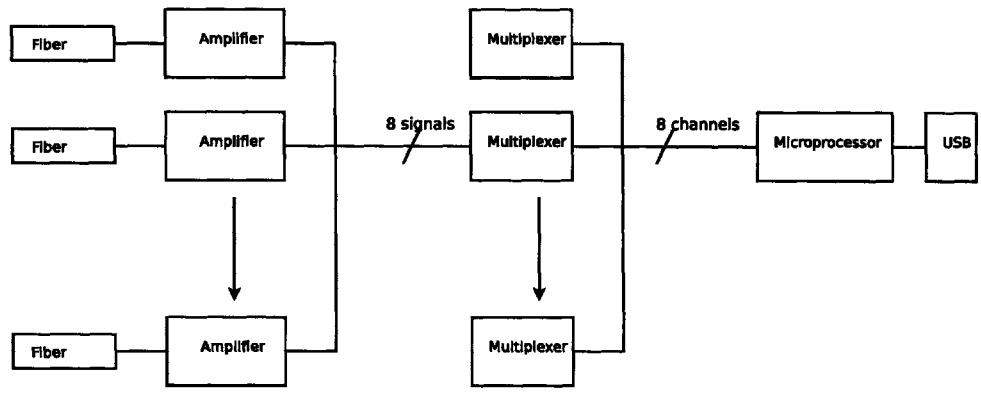 Fiber
Amplifier
Multiplexer
8 signals
8 channels
Fiber
Amplifier
Multiplexer
Microprocessor
USB
Fiber
Amplifier
Multiplexer